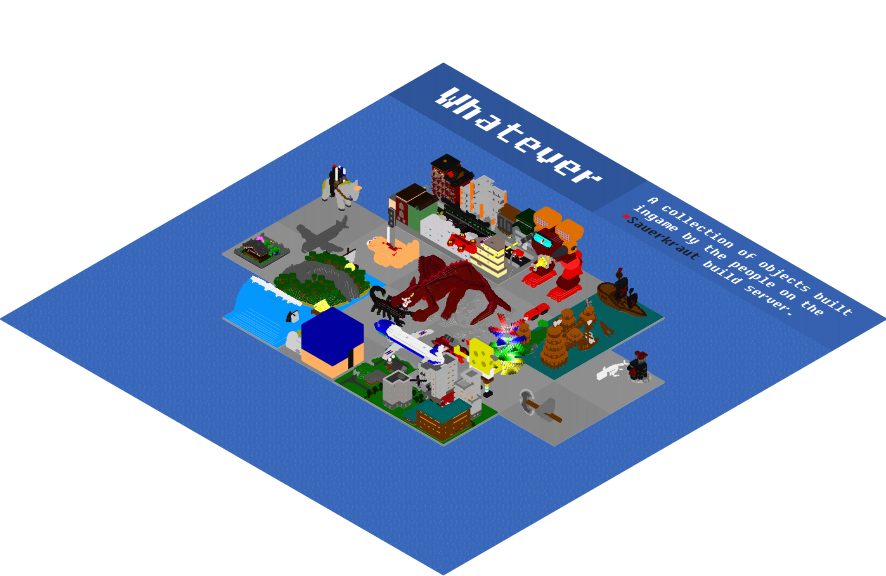 Whatever
A collection of objects built
ingame by the people on the
*Sauerkraut build server.